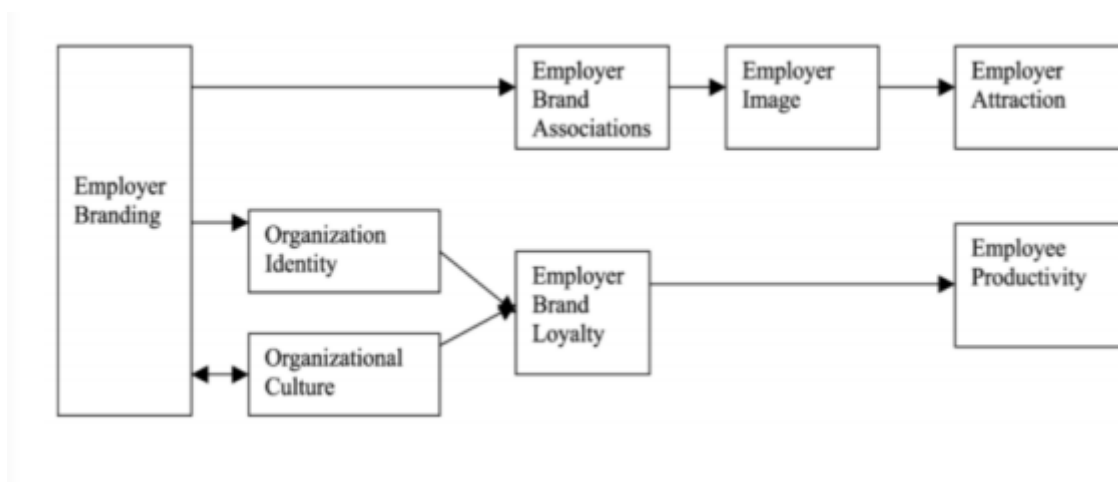 Employer
Branding
Employer
Brand
Associations
Employer
Image
Employer
Attraction
Organization
Identity
Organizational
Culture
Employer
Brand
Loyalty
Employee
Productivity